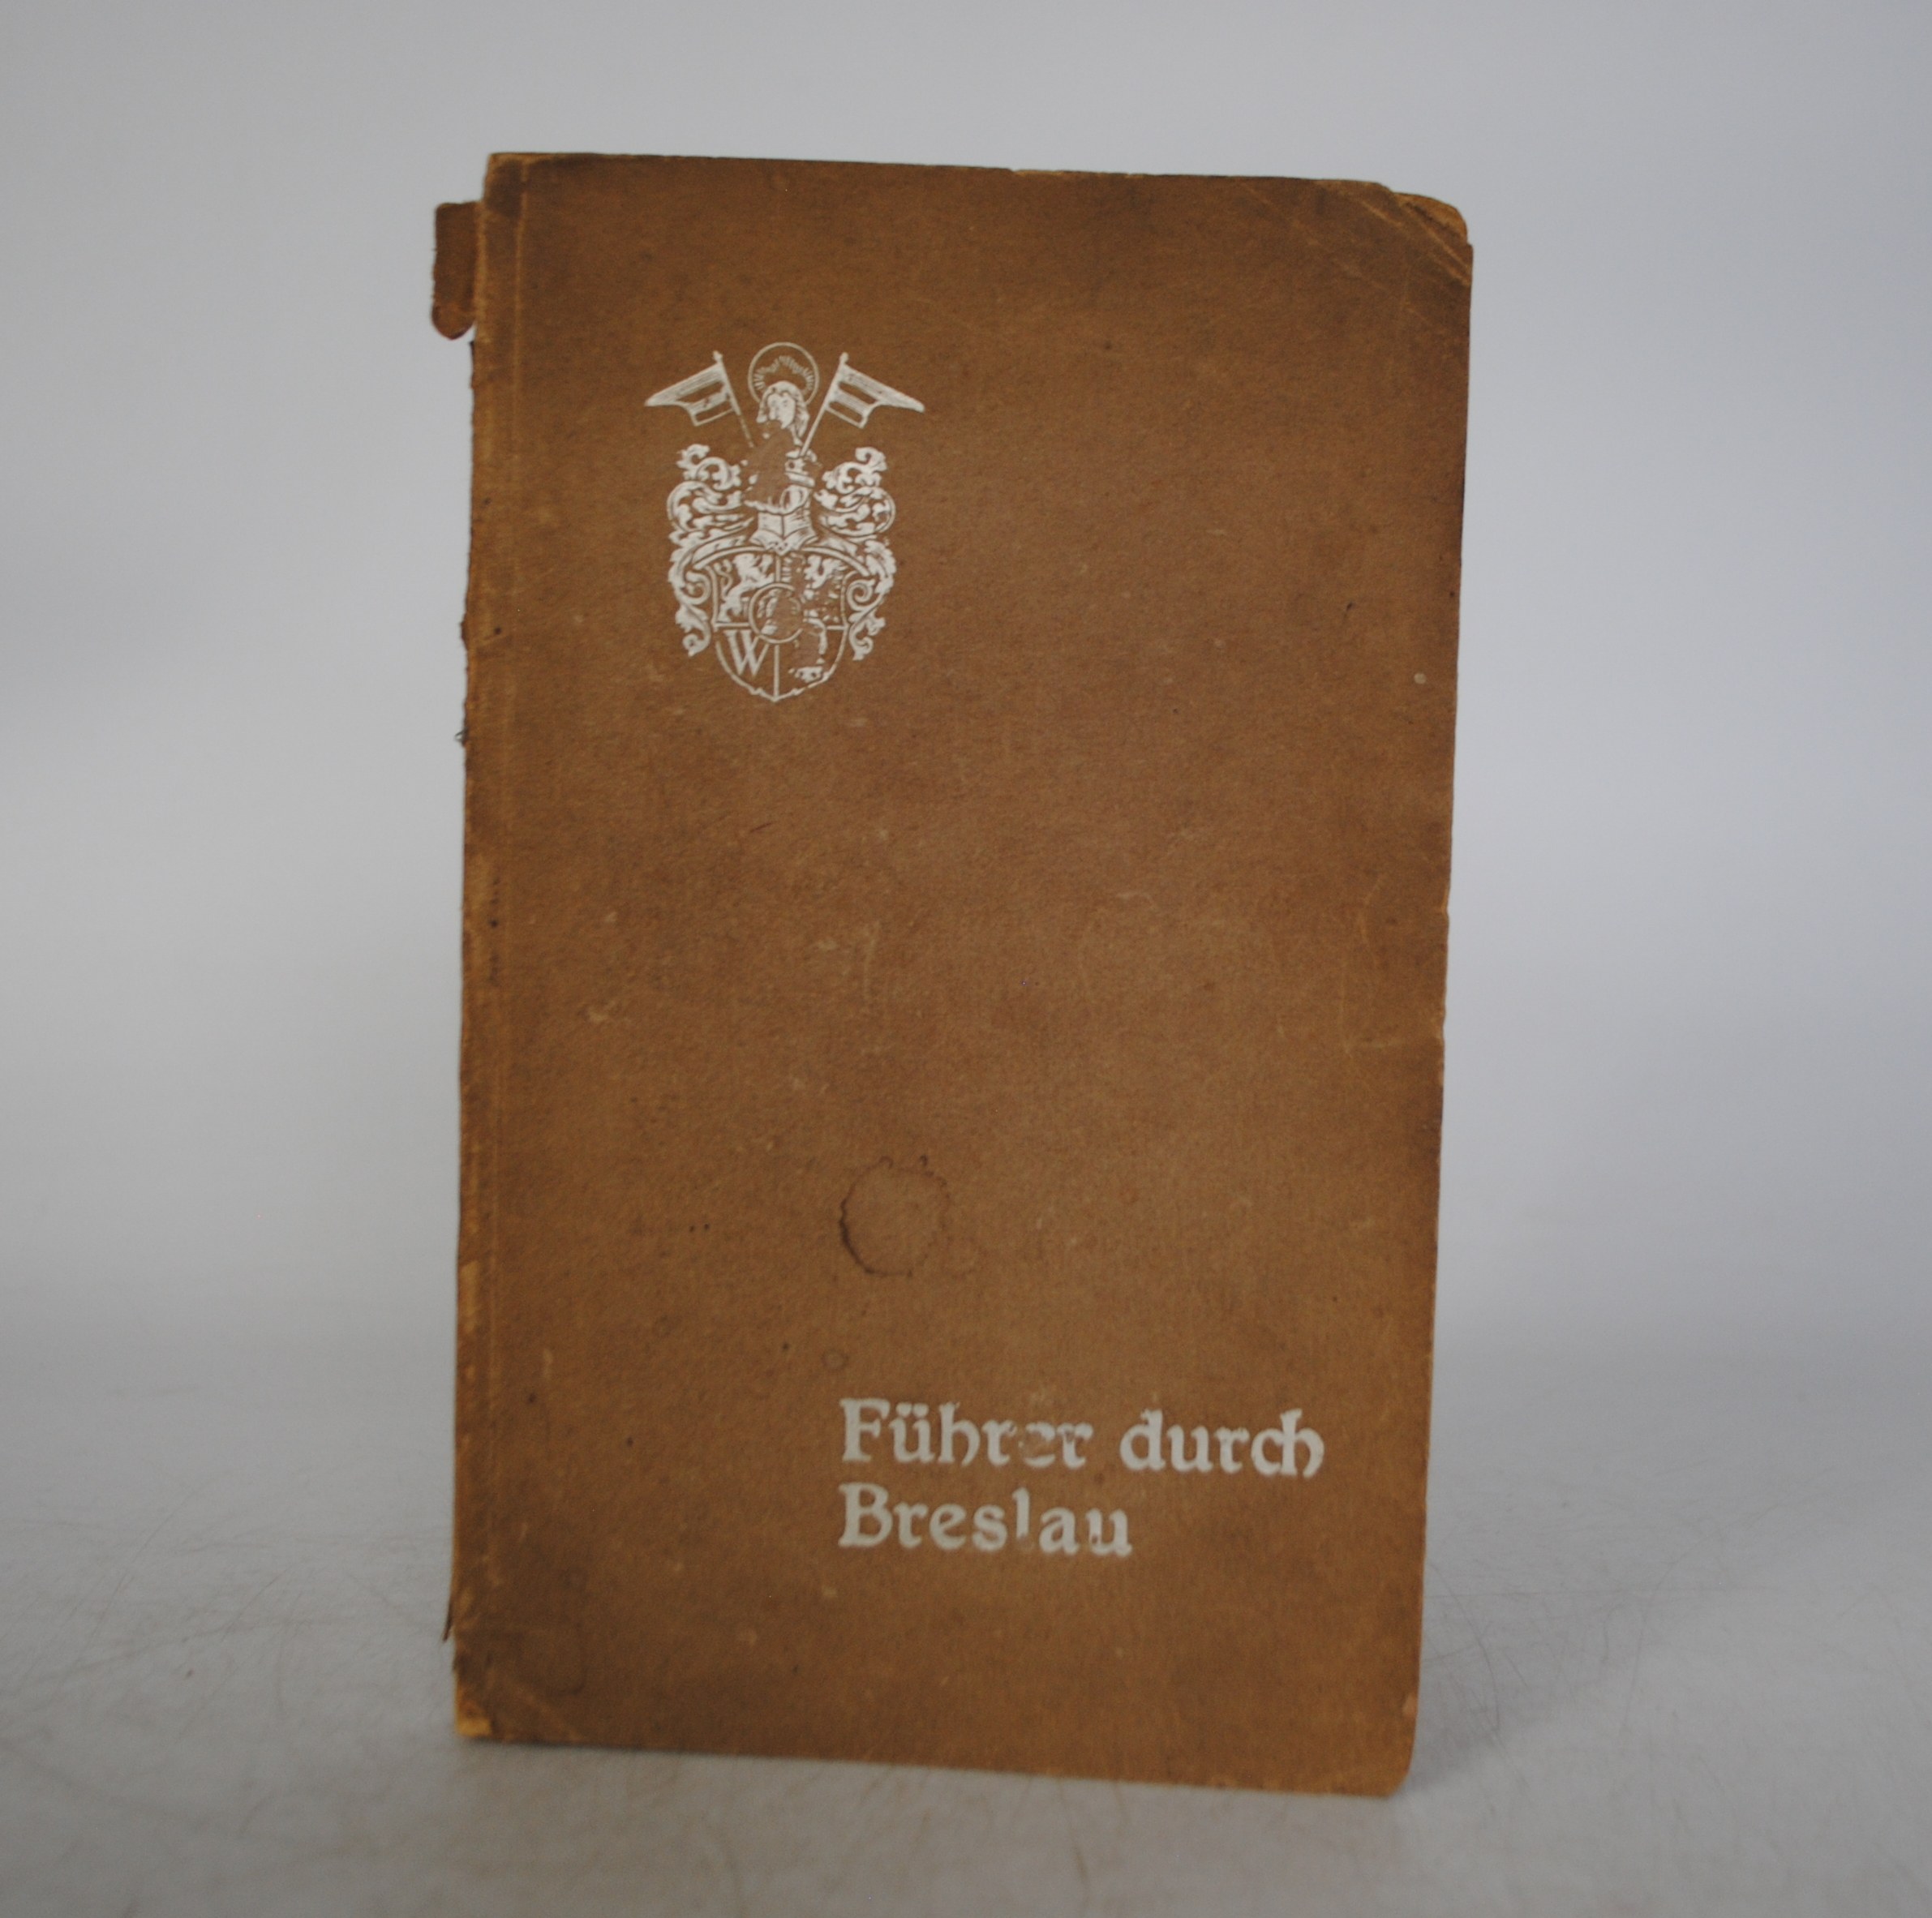 W
Führer durch
Breslau